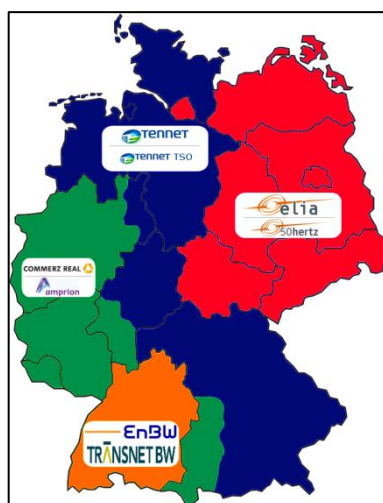 TENNET
TENNET TSO
elia
50hertz
COMMERZ REAL
amprion
EnBW
TRANSNET BW